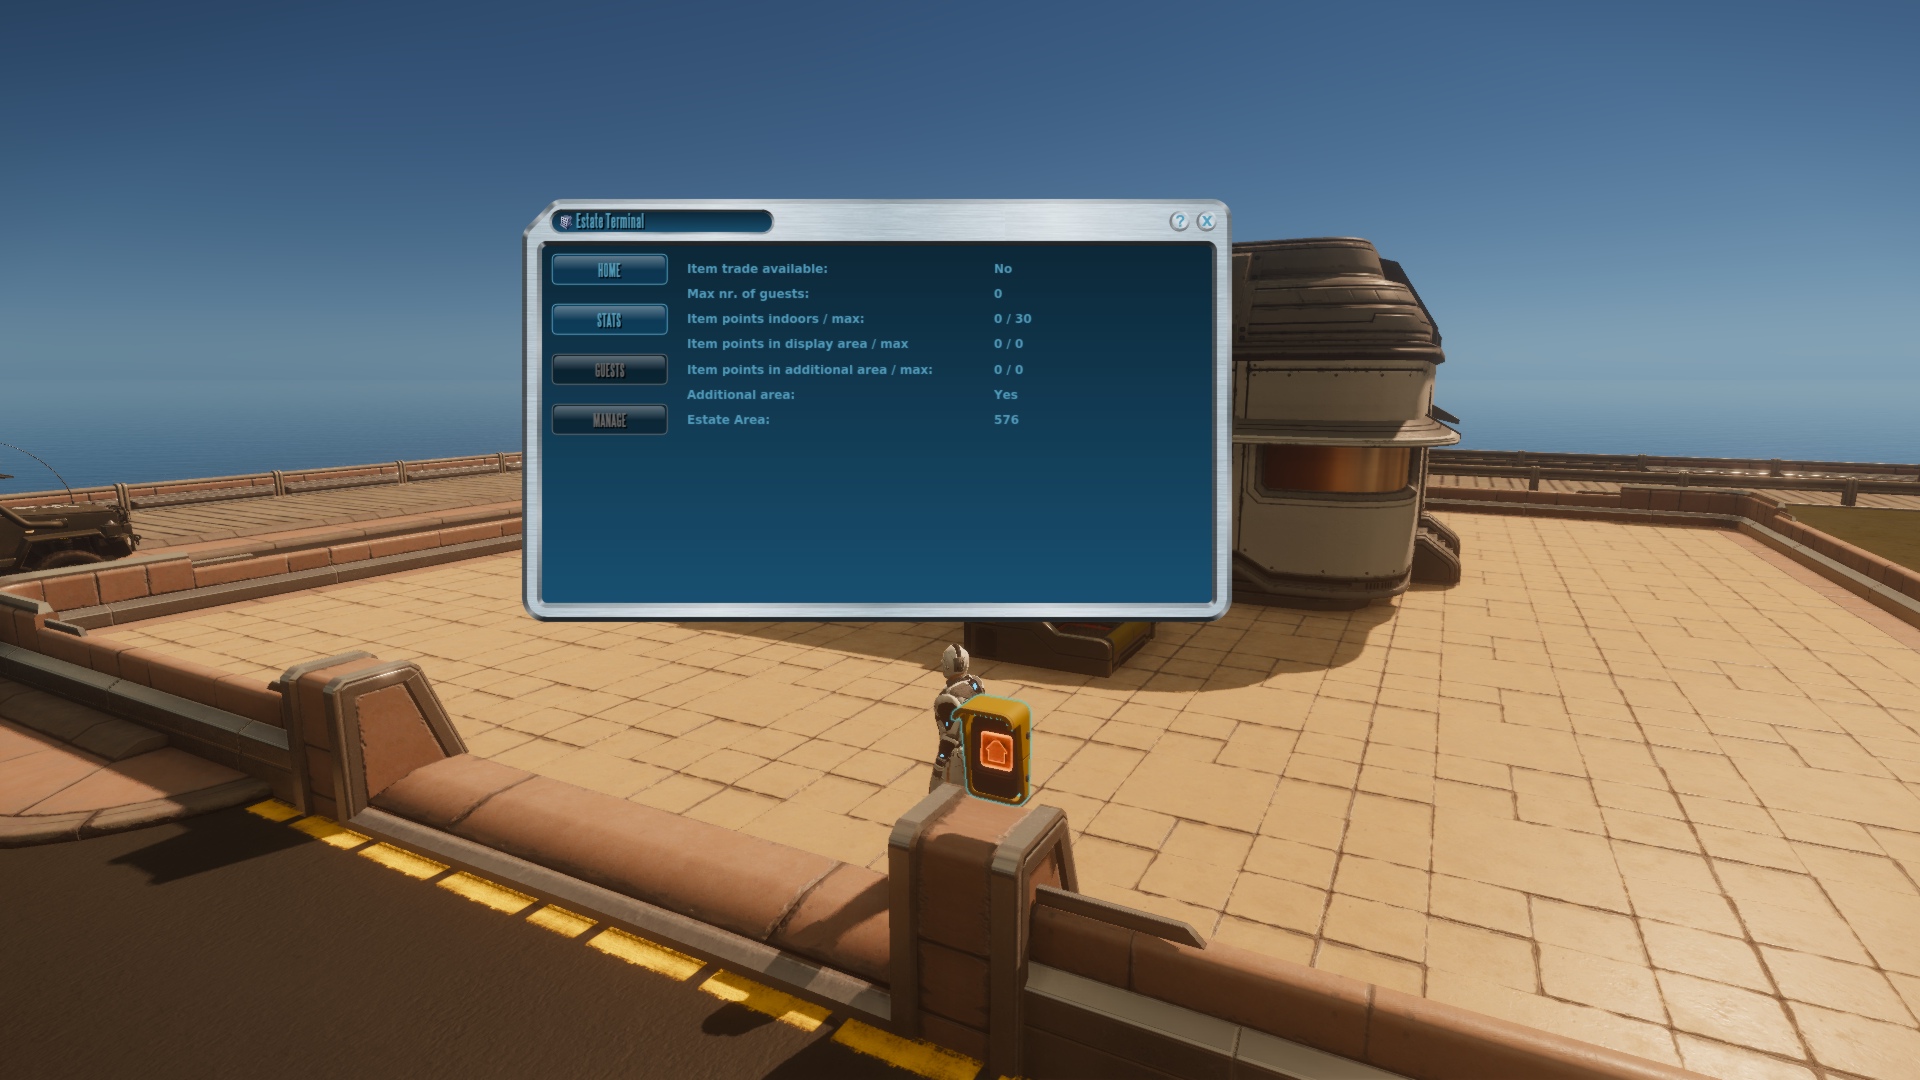 Estate Terminal
? X
HOME
STATS
GUESTS
MANAGE
Item trade available: No
Max nr. of guests: 0
Item points indoors / max: 0 / 30
Item points in display area / max 0 / 0
Item points in additional area / max: 0 / 0
Additional area: Yes
Estate Area: 576